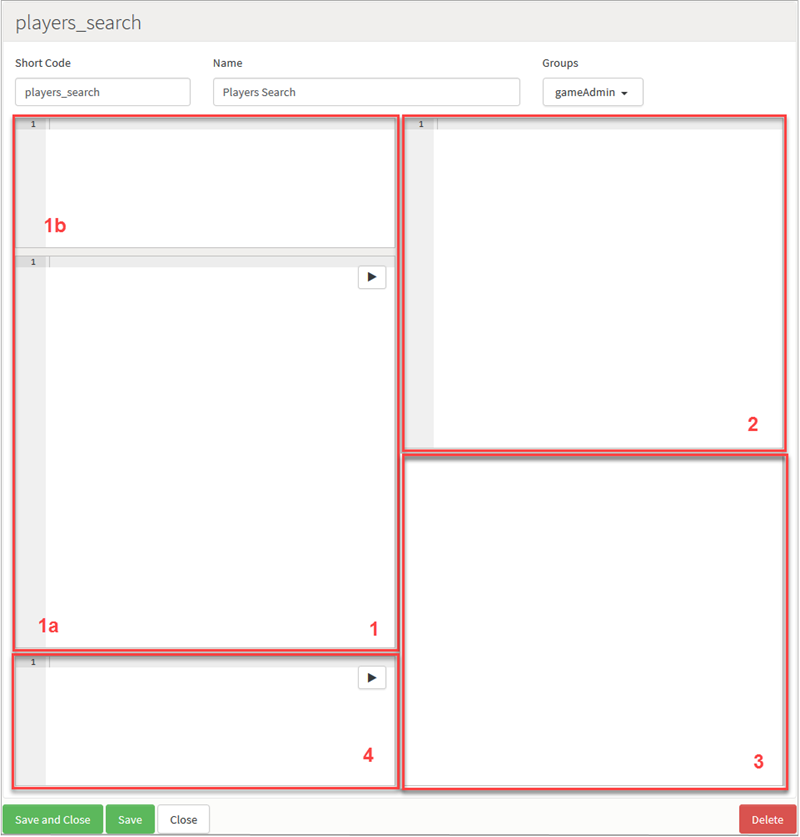 players_search
Short Code Name Groups
players_search Players Search gameAdmin
1 1
1b
1
2
1a 1
1
4 3
Save and Close Save Close Delete